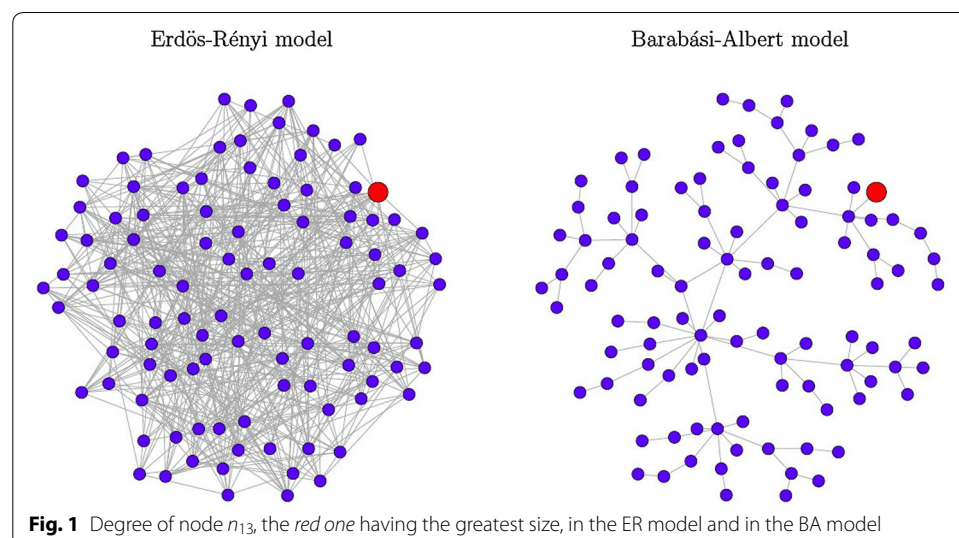 Erdös-Rényi model
Barabási-Albert model
Fig. 1 Degree of node n13, the red one having the greatest size, in the ER model and in the BA model